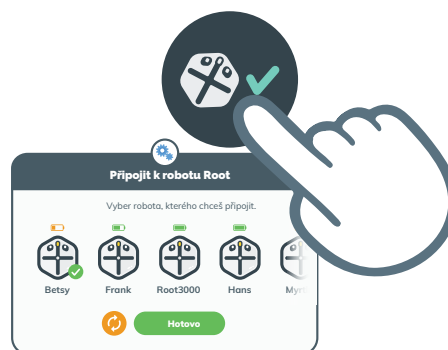 Připojit k robotu Root
Vyber robota, kterého chceš připojit.
Betsy Frank Root3000 Hans
Hotovo